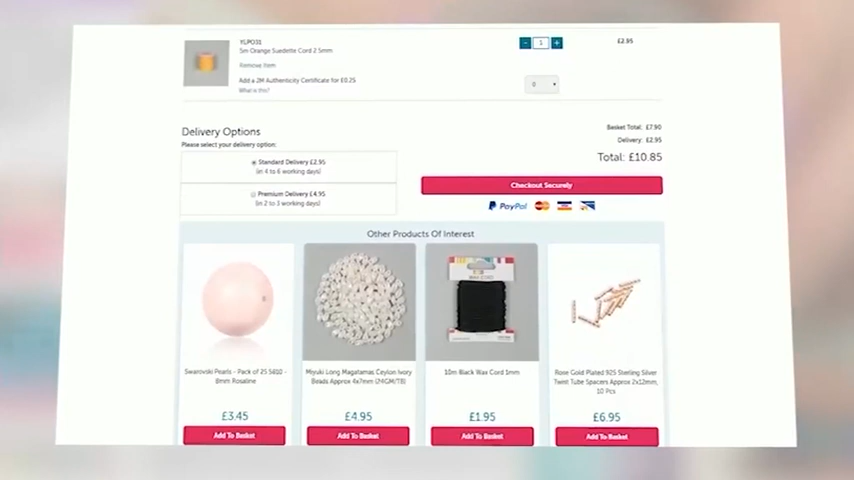 YLPO31
5m Orange Suedette Cord 2.5mm
Remove Item
Add a 2M Authenticity Certificate for £0.25
What is this?
- 1 +
£2.95
0
Delivery Options
Please select your delivery option:
Standard Delivery £2.95
(in 4 to 6 working days)
Premium Delivery £4.95
(in 2 to 3 working days)
Basket Total: £7.90
Delivery: £2.95
Total: £10.85
Checkout Securely
PayPal
VISA
Other Products Of Interest
Swarovski Pearls - Pack of 25 5810 -
8mm Rosaline
£3.45
Add To Basket
Miyuki Long Magatamas Ceylon Ivory
Beads Approx 4x7mm (24GM/TB)
£4.95
Add To Basket
10m Black Wax Cord 1mm
£1.95
Add To Basket
Rose Gold Plated 925 Sterling Silver
Twist Tube Spacers Approx 2x12mm,
10 Pcs
£6.95
Add To Basket